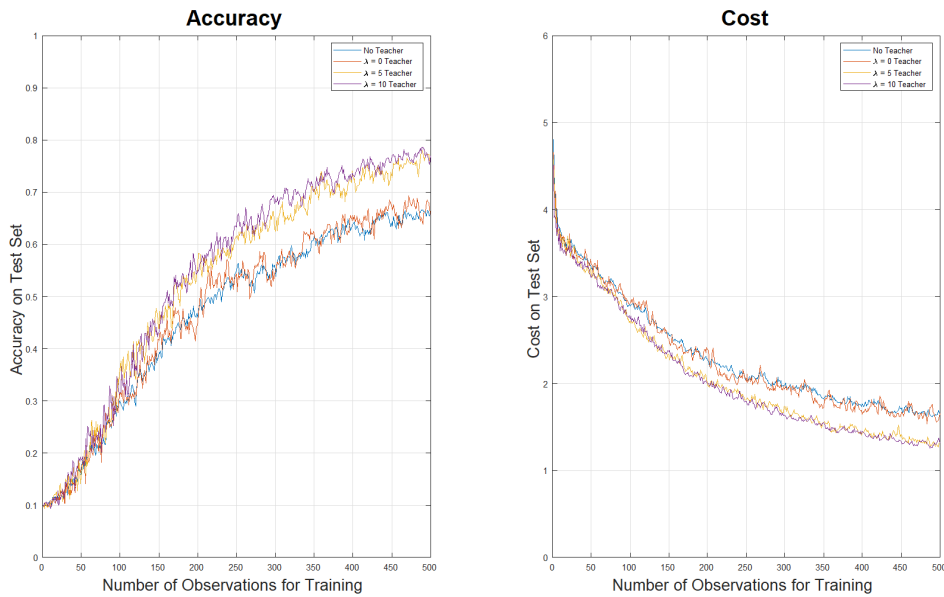 Accuracy
Accuracy on Test Set
1
0.9
0.8
0.7
0.6
0.5
0.4
0.3
0.2
0.1
0
0 50 100 150 200 250 300 350 400 450 500
Number of Observations for Training
No Teacher
λ = 0 Teacher
λ = 5 Teacher
λ = 10 Teacher
Cost
Cost on Test Set
6
5
4
3
2
1
0
0 50 100 150 200 250 300 350 400 450 500
Number of Observations for Training
No Teacher
λ = 0 Teacher
λ = 5 Teacher
λ = 10 Teacher